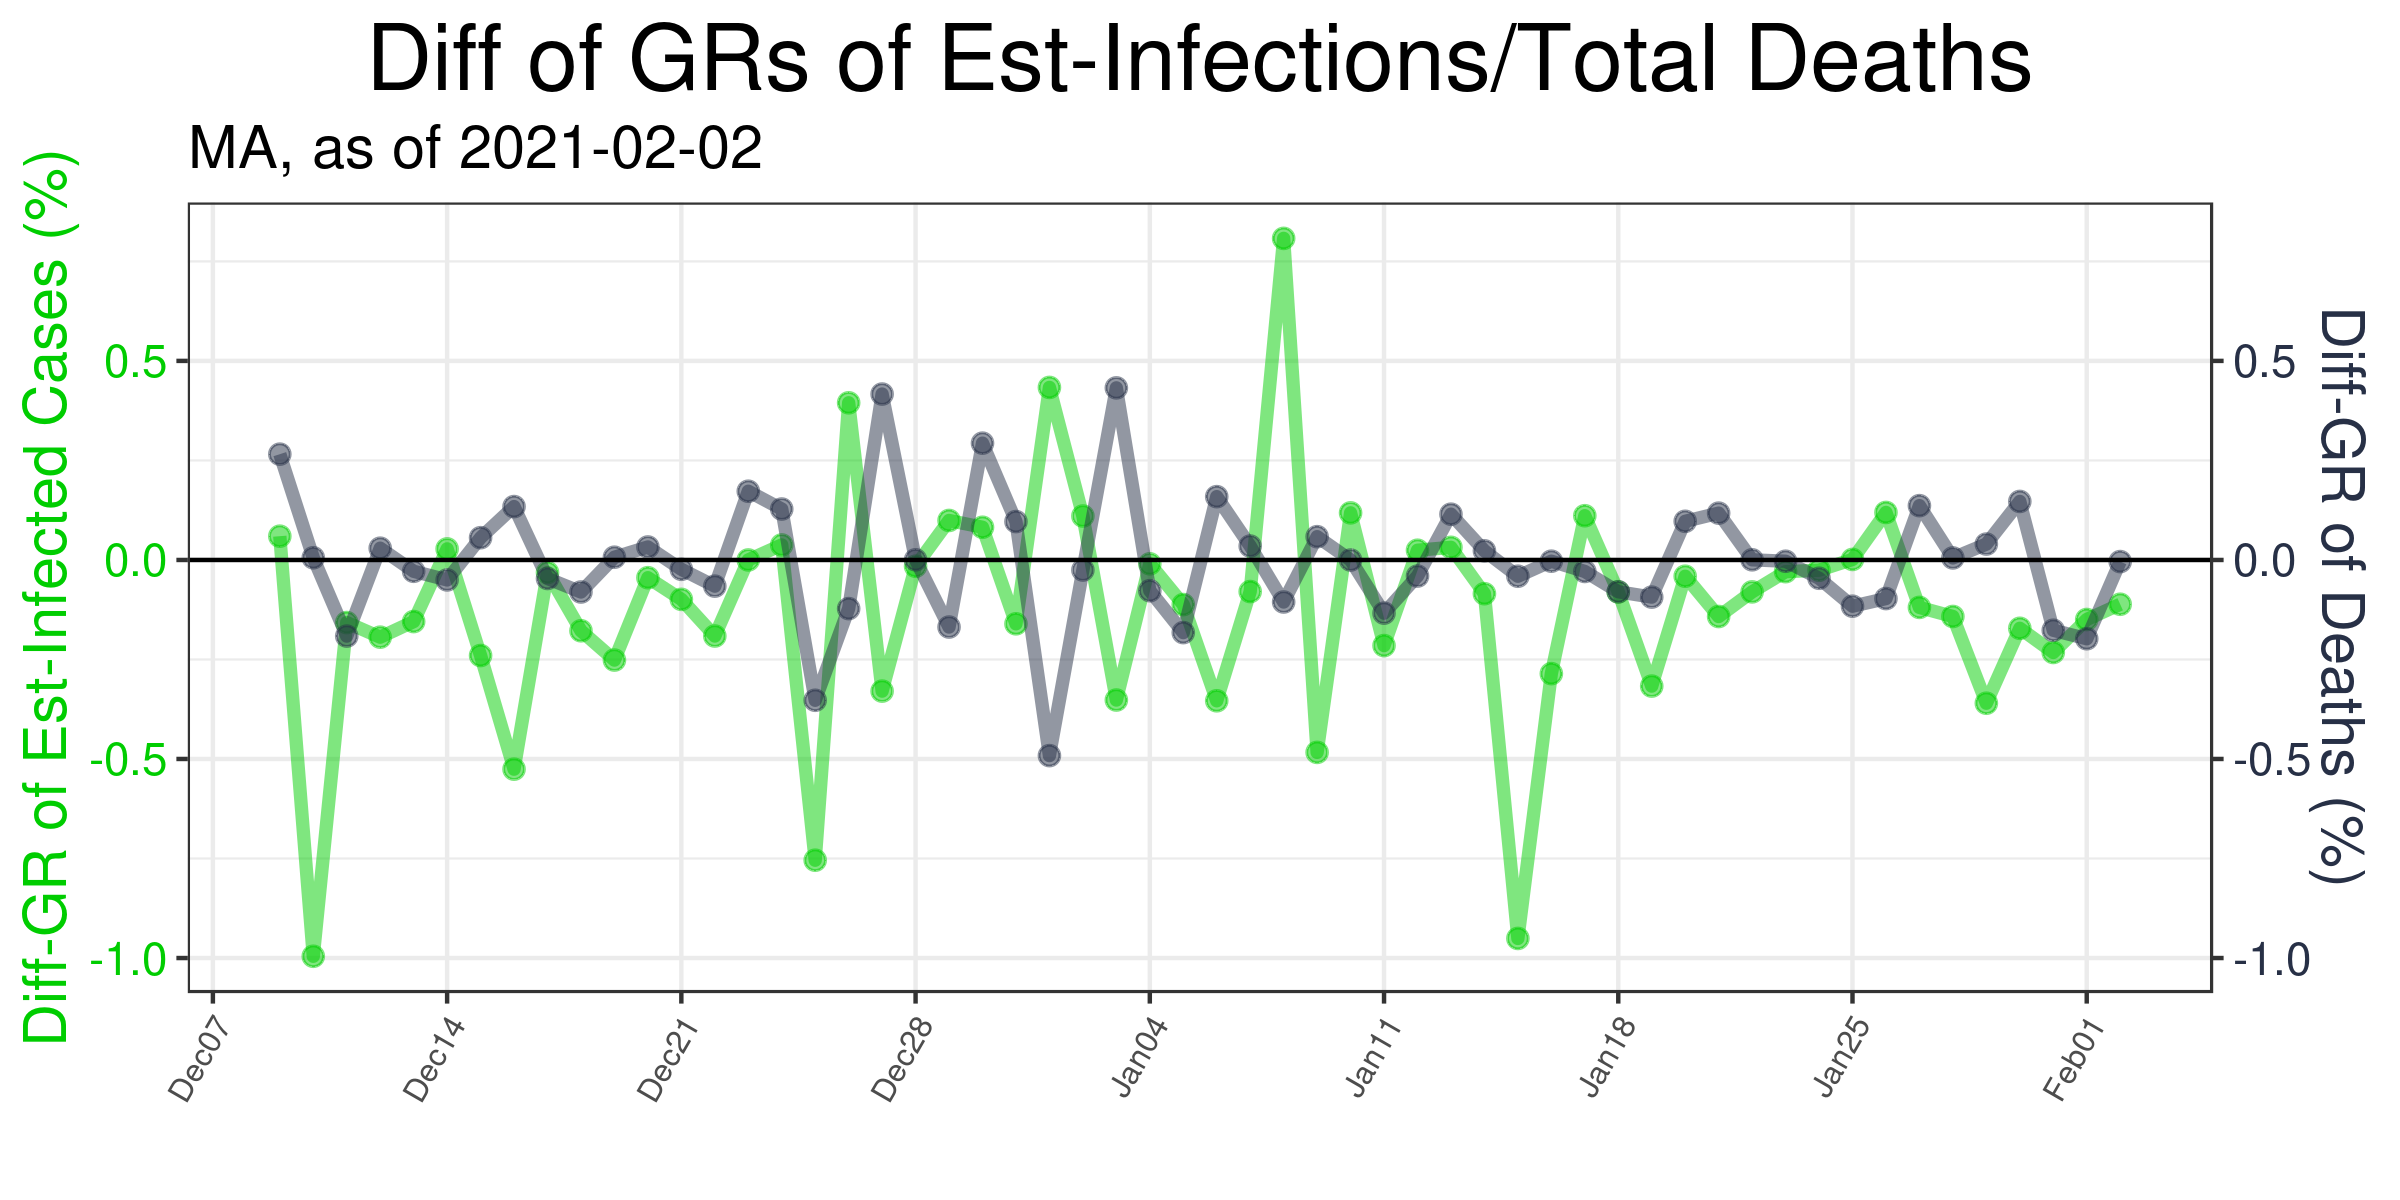 Diff of GRs of Est-Infections/Total Deaths
MA, as of 2021-02-02
Diff-GR of Est-Infected Cases (%)
0.5
0.0
-0.5
-1.0
0.5
0.0
-0.5
-1.0
Diff-GR of Deaths (%)
Dec07
Dec14
Dec21
Dec28
Jan04
Jan11
Jan18
Jan25
Feb01